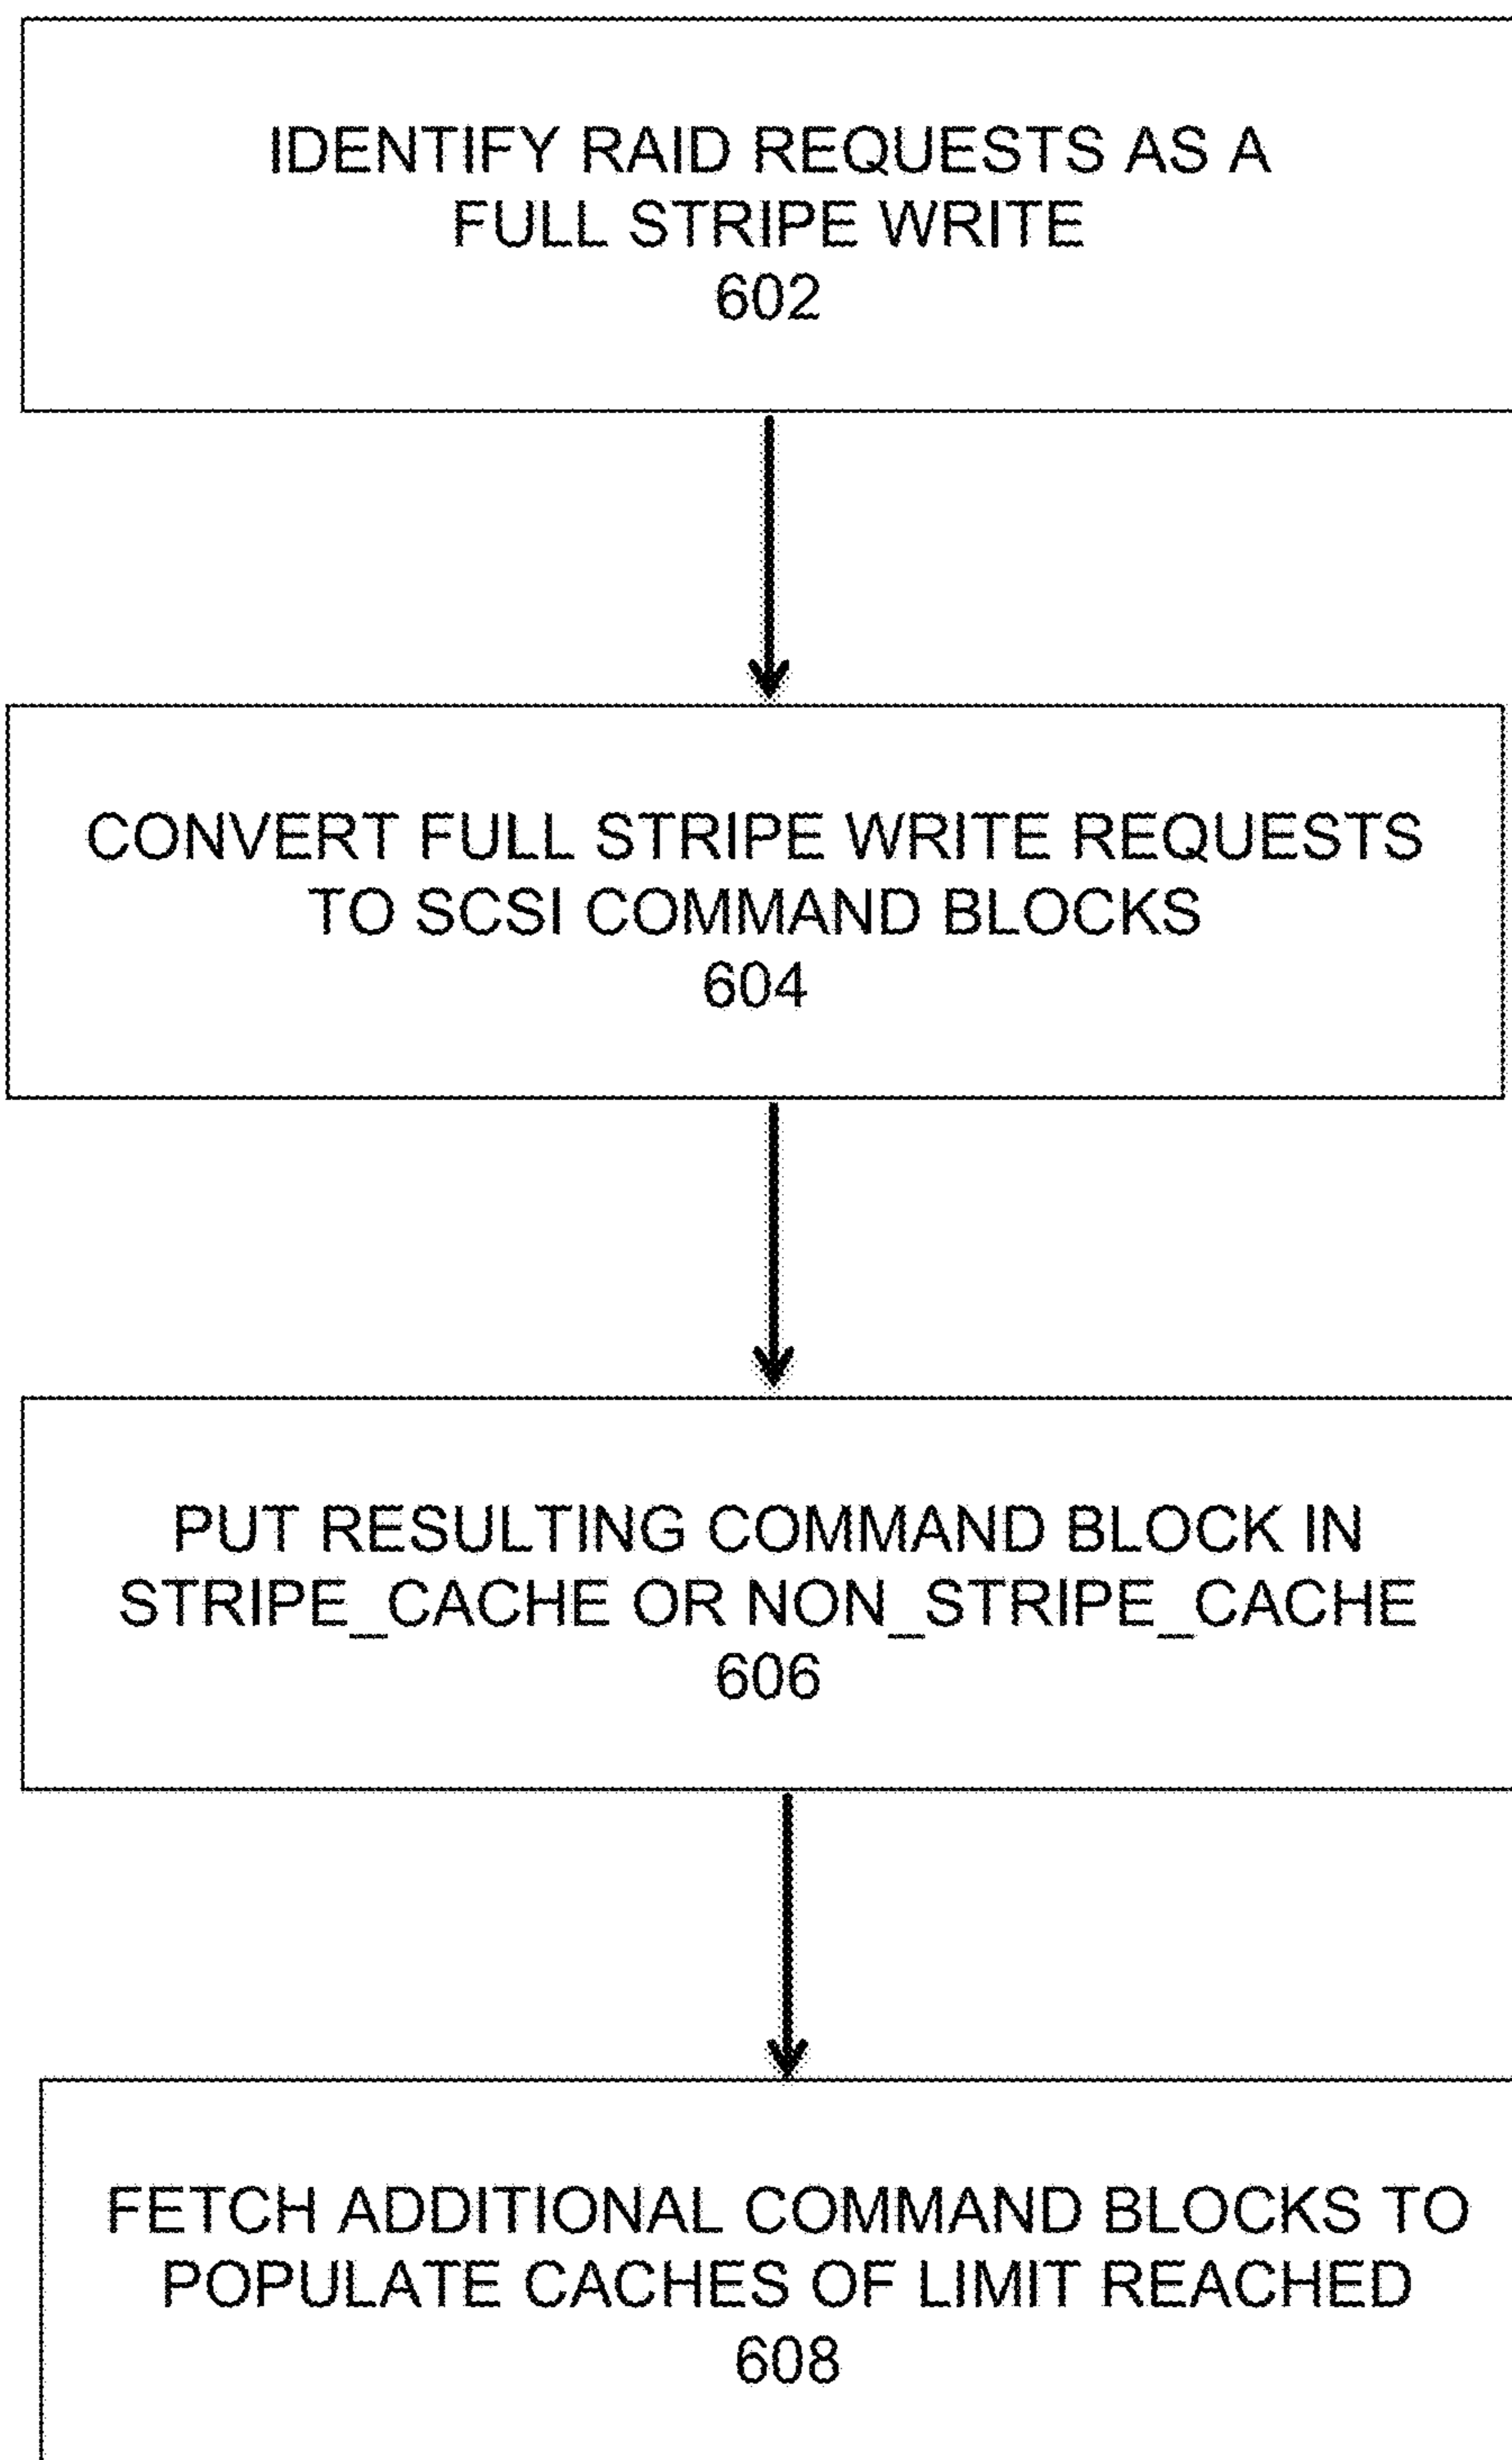 IDENTIFY RAID REQUESTS AS A
FULL STRIPE WRITE
602
CONVERT FULL STRIPE WRITE REQUESTS
TO SCSI COMMAND BLOCKS
604
PUT RESULTING COMMAND BLOCK IN
STRIPE_CACHE OR NON_STRIPE_CACHE
606
FETCH ADDITIONAL COMMAND BLOCKS TO
POPULATE CACHES OF LIMIT REACHED
608